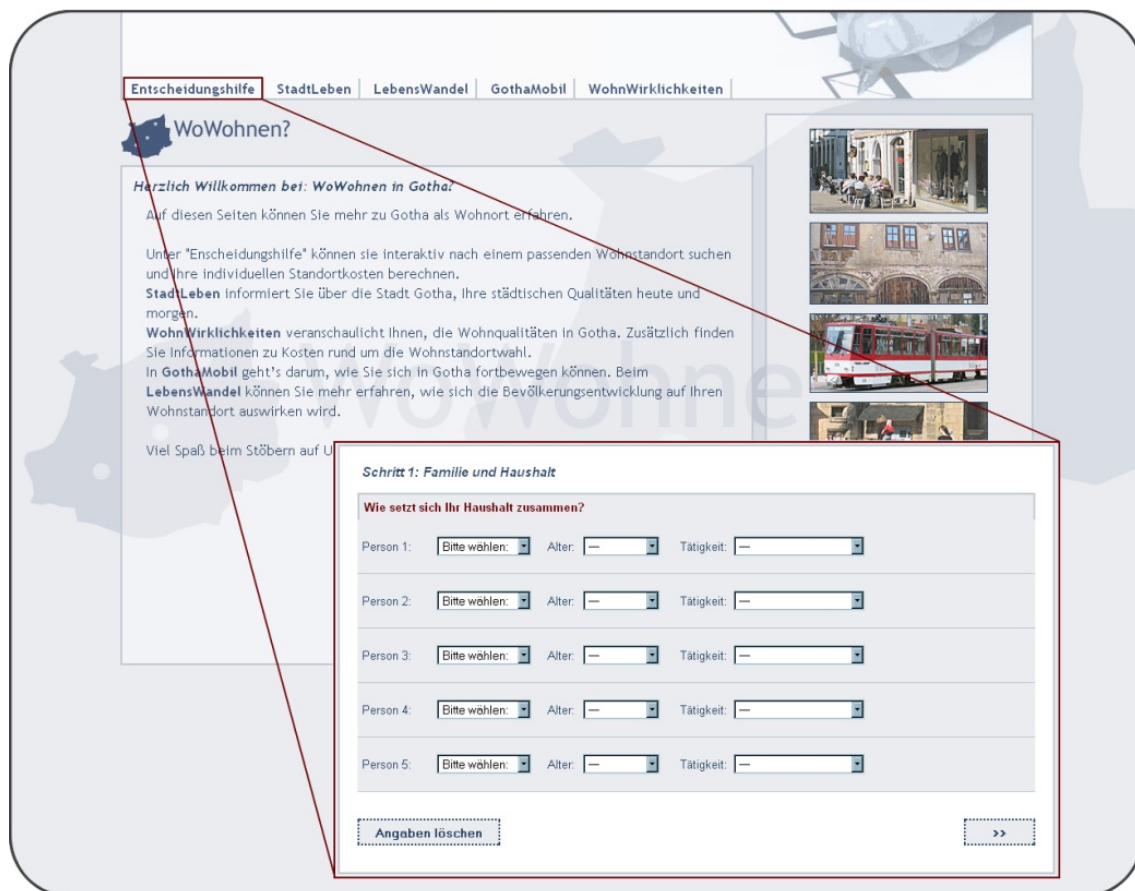 Entscheidungshilfe StadtLeben LebensWandel GothaMobil WohnWirklichkeiten
WoWohnen?
Herzlich Willkommen bei: WoWohnen in Gotha?
Auf diesen Seiten können Sie mehr zu Gotha als Wohnort erfahren.
Unter "Enscheidungshilfe" können sie interaktiv nach einem passenden Wohnstandort suchen
und Ihre individuellen Standortkosten berechnen.
StadtLeben informiert Sie über die Stadt Gotha, Ihre städtischen Qualitäten heute und
morgen.
WohnWirklichkeiten veranschaulicht Ihnen, die Wohnqualitäten in Gotha. Zusätzlich finden
Sie Informationen zu Kosten rund um die Wohnstandortwahl.
In GothaMobil geht's darum, wie Sie sich in Gotha fortbewegen können. Beim
LebensWandel können Sie mehr erfahren, wie sich die Bevölkerungsentwicklung auf Ihren
Wohnstandort auswirken wird.
WoWohne
Viel Spaß beim Stöbern auf U
Schritt 1: Familie und Haushalt
Wie setzt sich Ihr Haushalt zusammen?
Person 1: Bitte wählen: Alter: --- Tätigkeit: ---
Person 2: Bitte wählen: Alter: --- Tätigkeit: ---
Person 3: Bitte wählen: Alter: --- Tätigkeit: ---
Person 4: Bitte wählen: Alter: --- Tätigkeit: ---
Person 5: Bitte wählen: Alter: --- Tätigkeit: ---
Angaben löschen >>